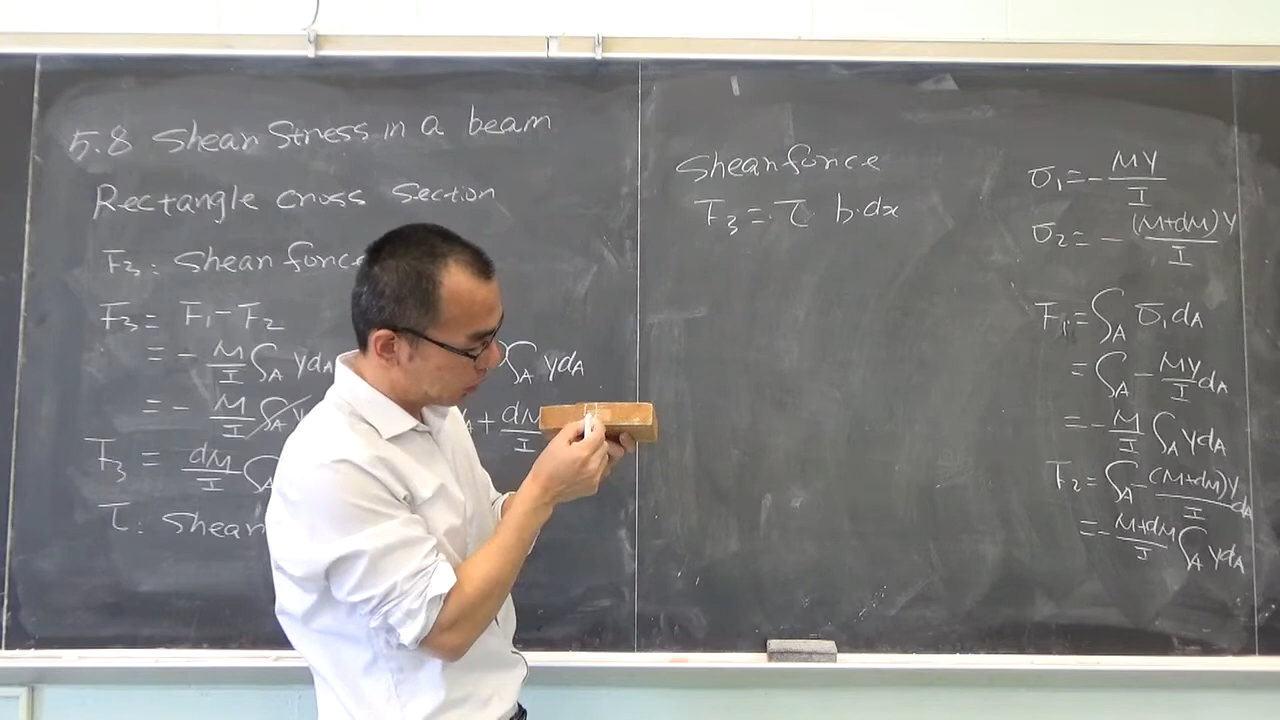 5.8 Shear Stress in a beam
Rectangle cross section
F₃: Shear force
F₃ = F₁ - F₂
= - M/I ∫_A Y dA ∫_A Y dA
= - M/I ∫_A + dM/I
F₃ = dM/I ∫_A
τ: Shear
Shear force
F₃ = τ b·dx
σ₁ = - MY/I
σ₂ = - (M+dM)Y/I
F₁ = ∫_A σ₁ dA
= ∫_A - MY/I dA
= - M/I ∫_A Y dA
F₂ = ∫_A - (M+dM)Y/I dA
= - M+dM/I ∫_A Y dA